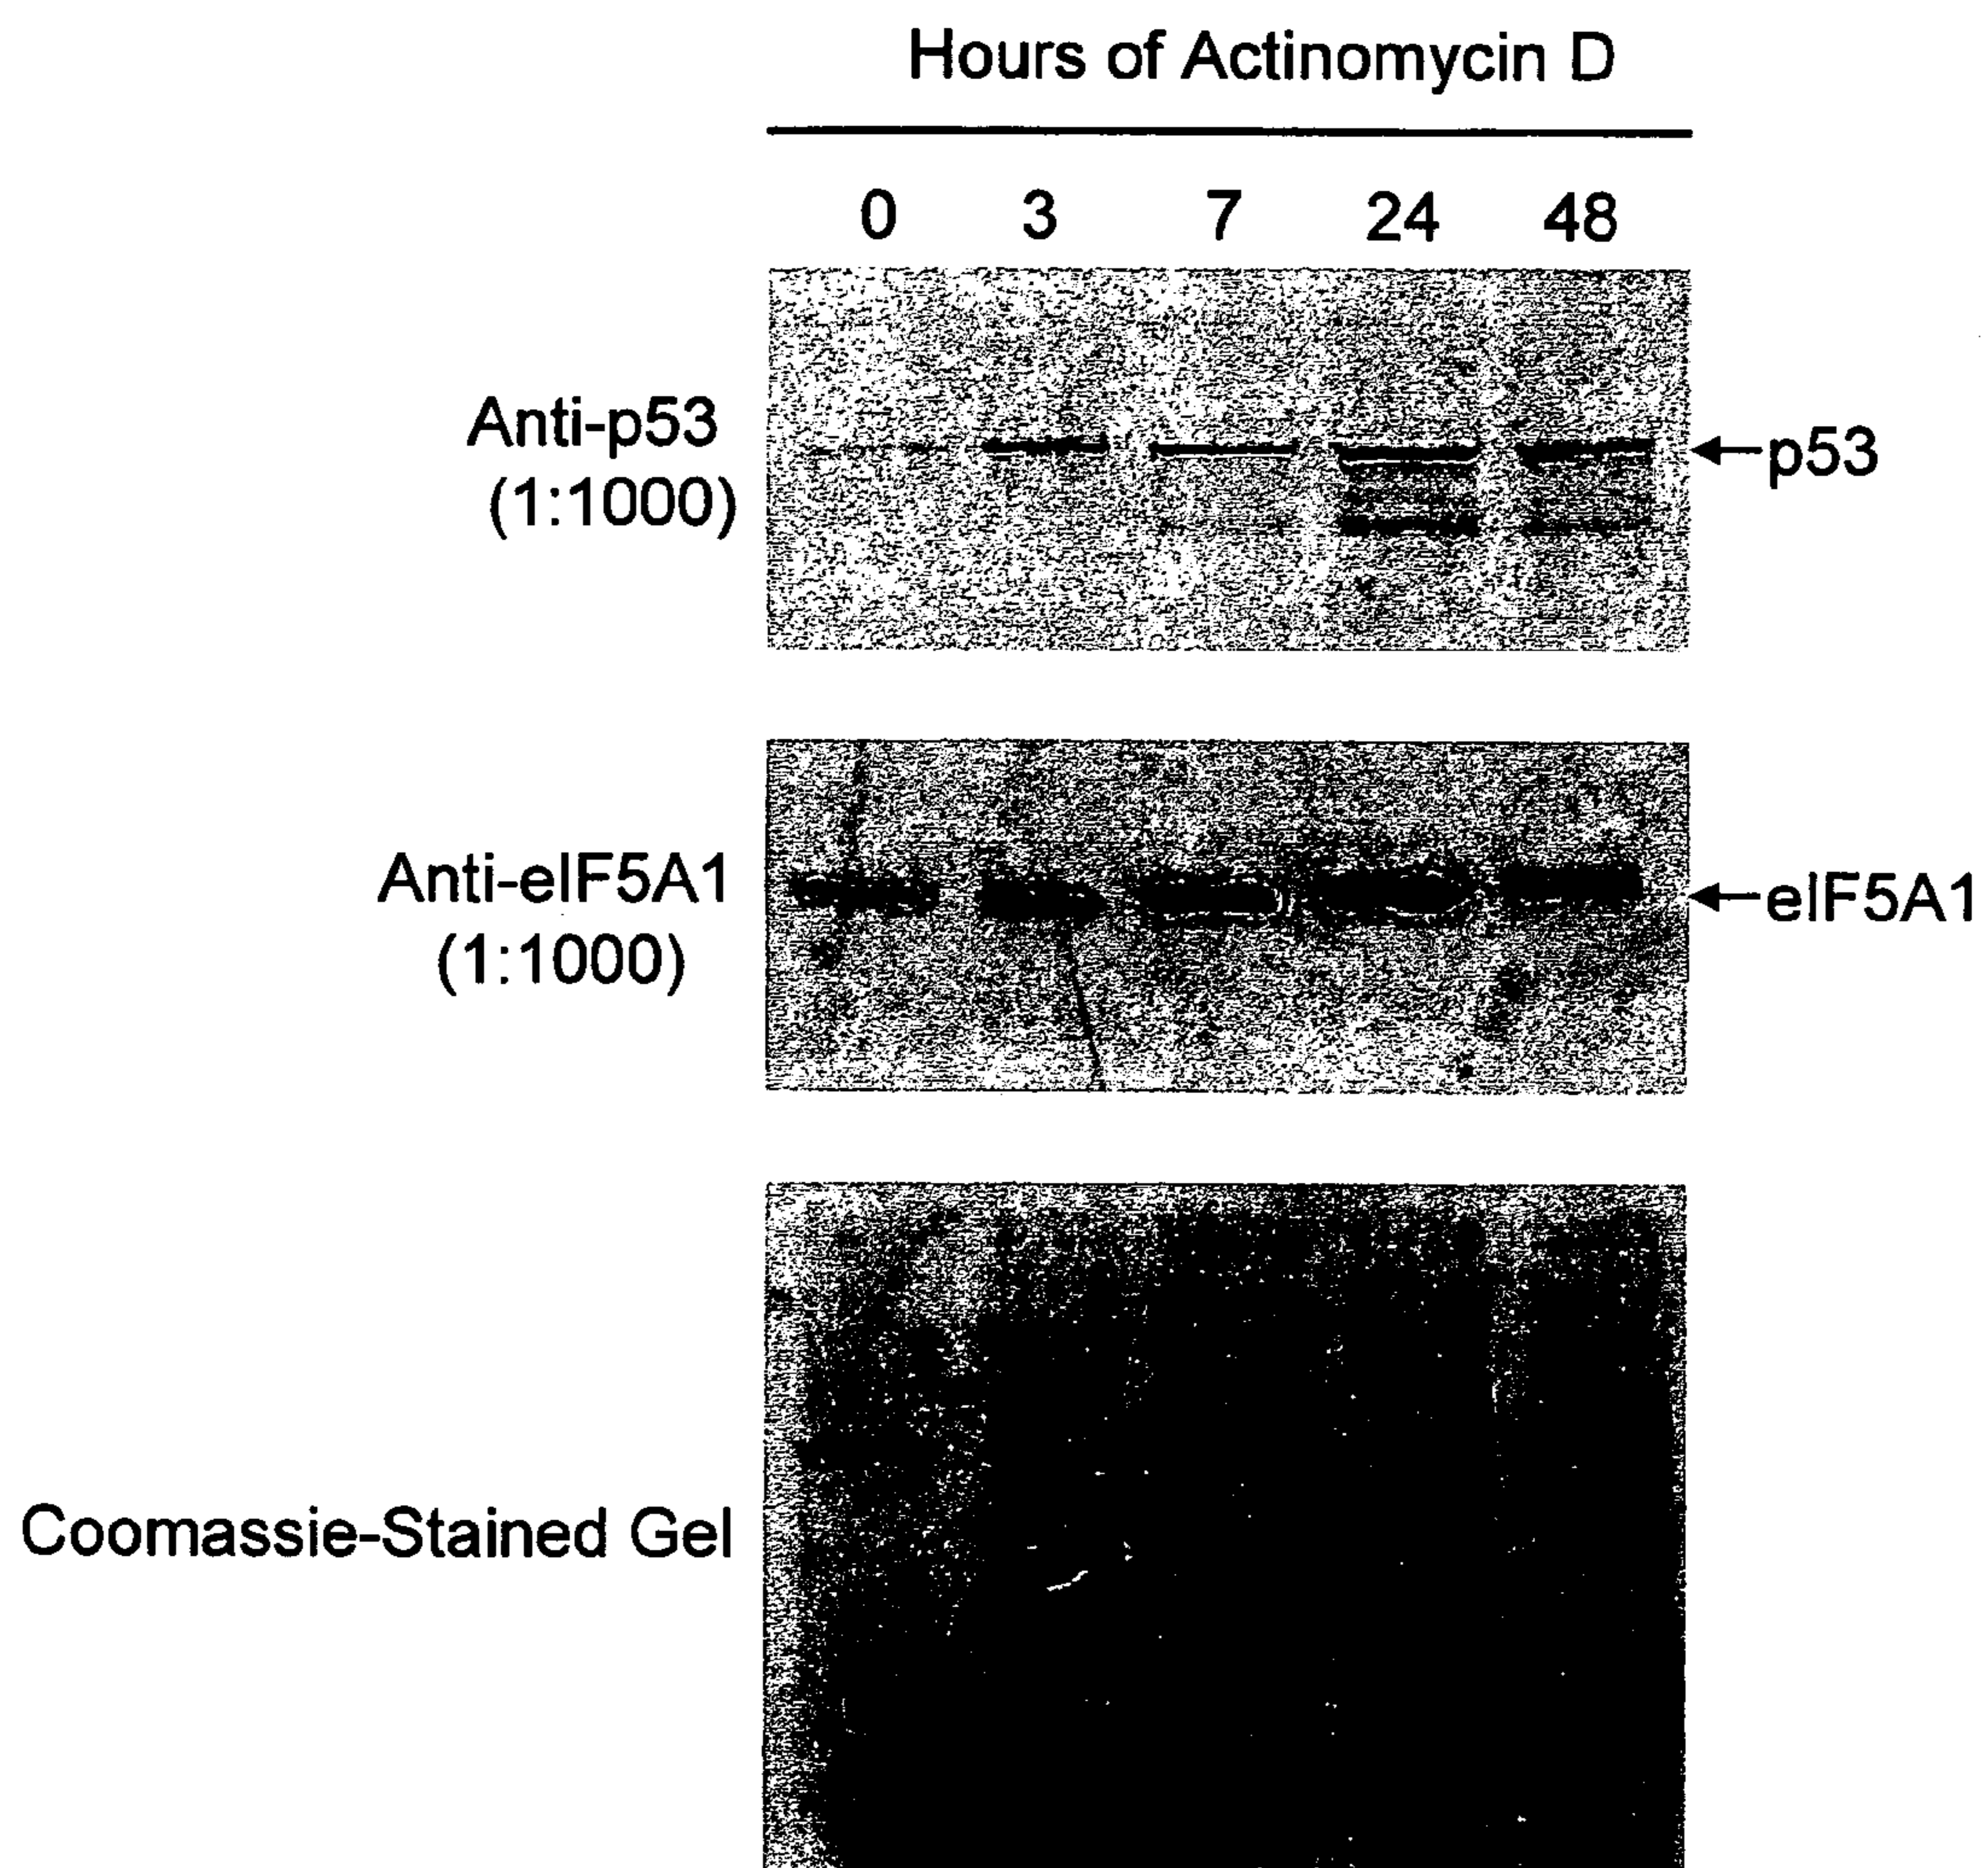 Hours of Actinomycin D
0 3 7 24 48
Anti-p53
(1:1000)
p53
Anti-eIF5A1
(1:1000)
eIF5A1
Coomassie-Stained Gel